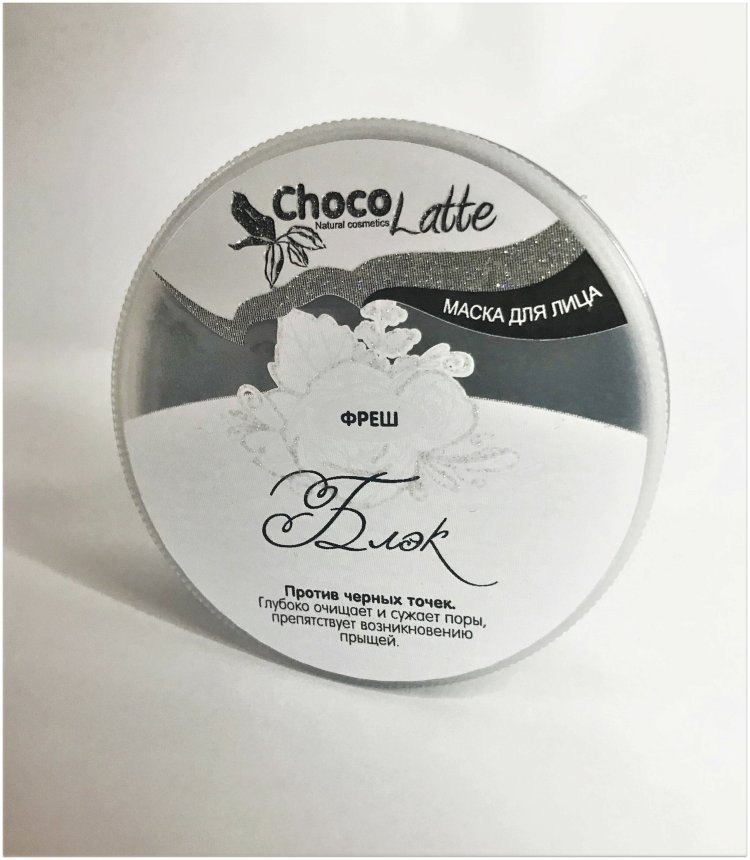 Choco Latte
Natural cosmetics
МАСКА ДЛЯ ЛИЦА
ФРЕШ
Блэк
Против черных точек.
Глубоко очищает и сужает поры,
препятствует возникновению
прыщей.